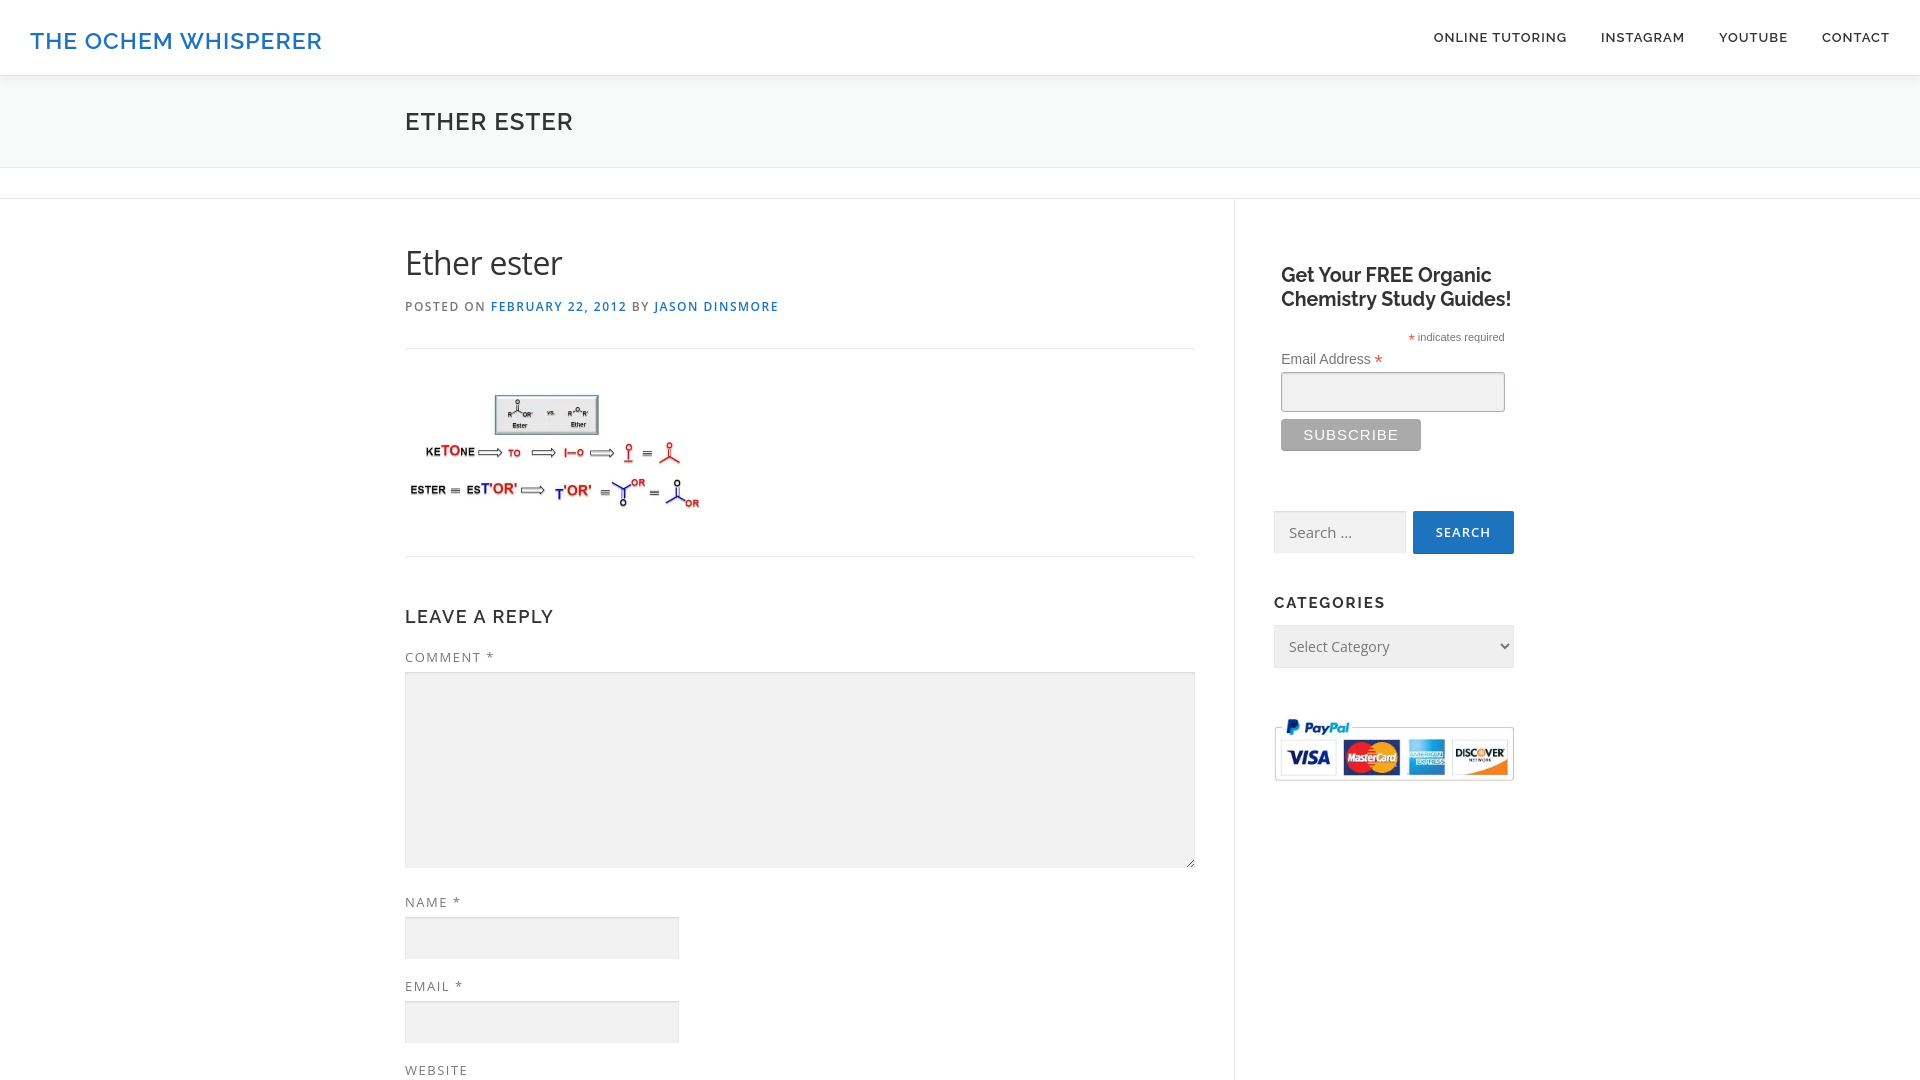 THE OCHEM WHISPERER
ONLINE TUTORING INSTAGRAM YOUTUBE CONTACT
ETHER ESTER
Ether ester
POSTED ON FEBRUARY 22, 2012 BY JASON DINSMORE
R OR' vs. R O R'
Ester Ether
KETONE TO I—O O ≡ O
ESTER ≡ EST'OR' T'OR' ≡ OR O ≡ O OR
LEAVE A REPLY
COMMENT *
NAME *
EMAIL *
WEBSITE
Get Your FREE Organic
Chemistry Study Guides!
* indicates required
Email Address *
SUBSCRIBE
Search ... SEARCH
CATEGORIES
Select Category
PayPal
VISA MasterCard AMERICAN EXPRESS DISCOVER
NETWORK